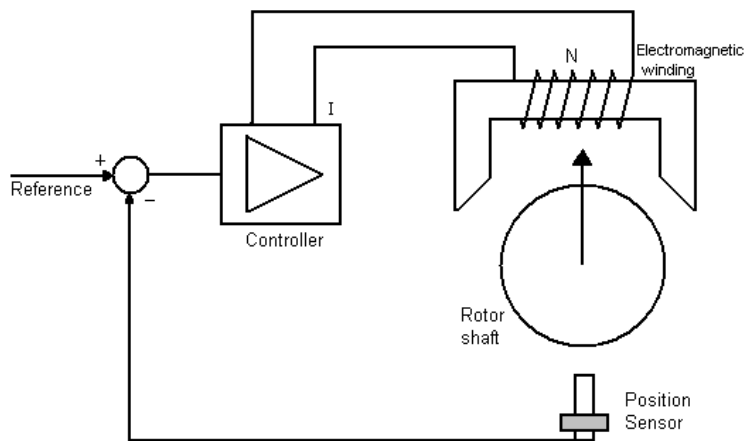 Electromagnetic
winding
N
I
+
Reference
−
Controller
Rotor
shaft
Position
Sensor